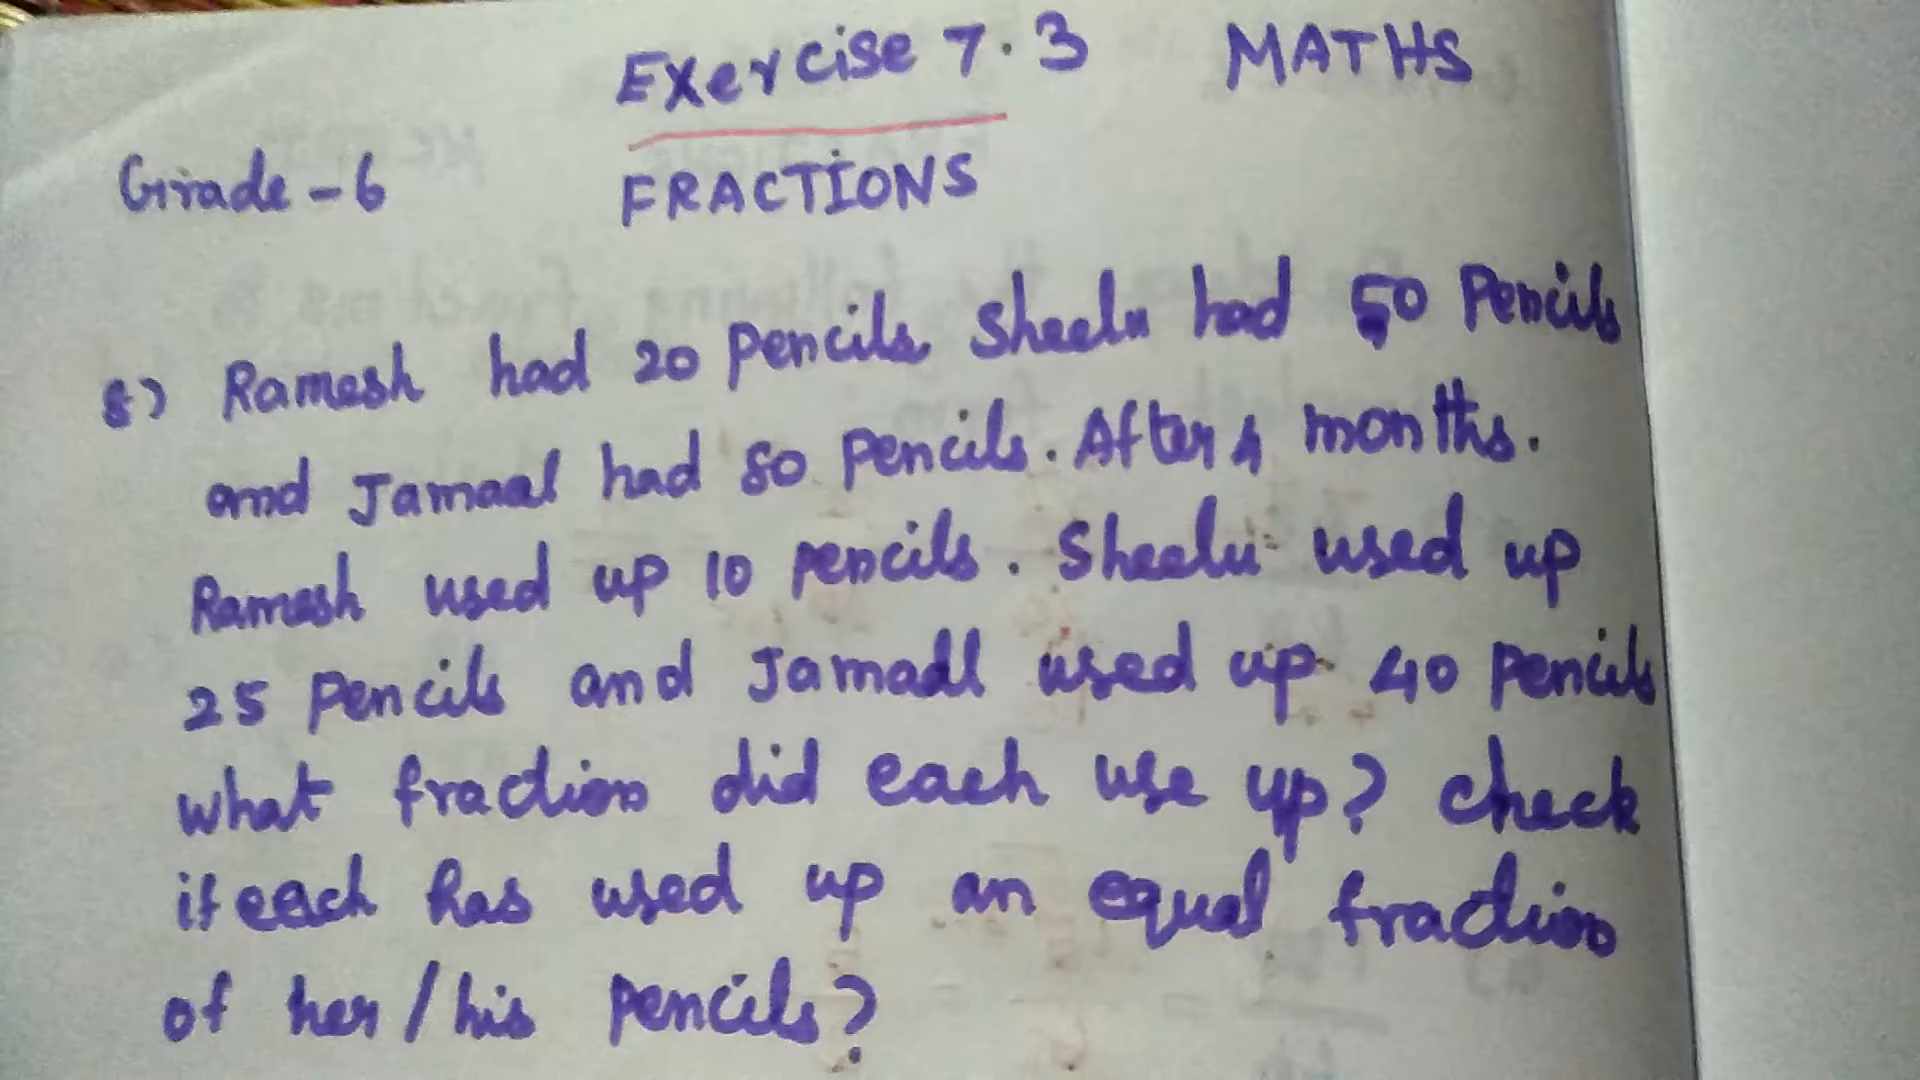 Exercise 7.3 MATHS
Grade-6 FRACTIONS
8) Ramesh had 20 Pencils Sheelu had 50 Pencils
and Jamaal had 80 Pencils. After 4 months.
Ramesh used up 10 Pencils. Sheelu used up
25 Pencils and Jamaal used up 40 Pencils
what fraction did each use up? check
if each has used up an equal fraction
of her/his Pencils?